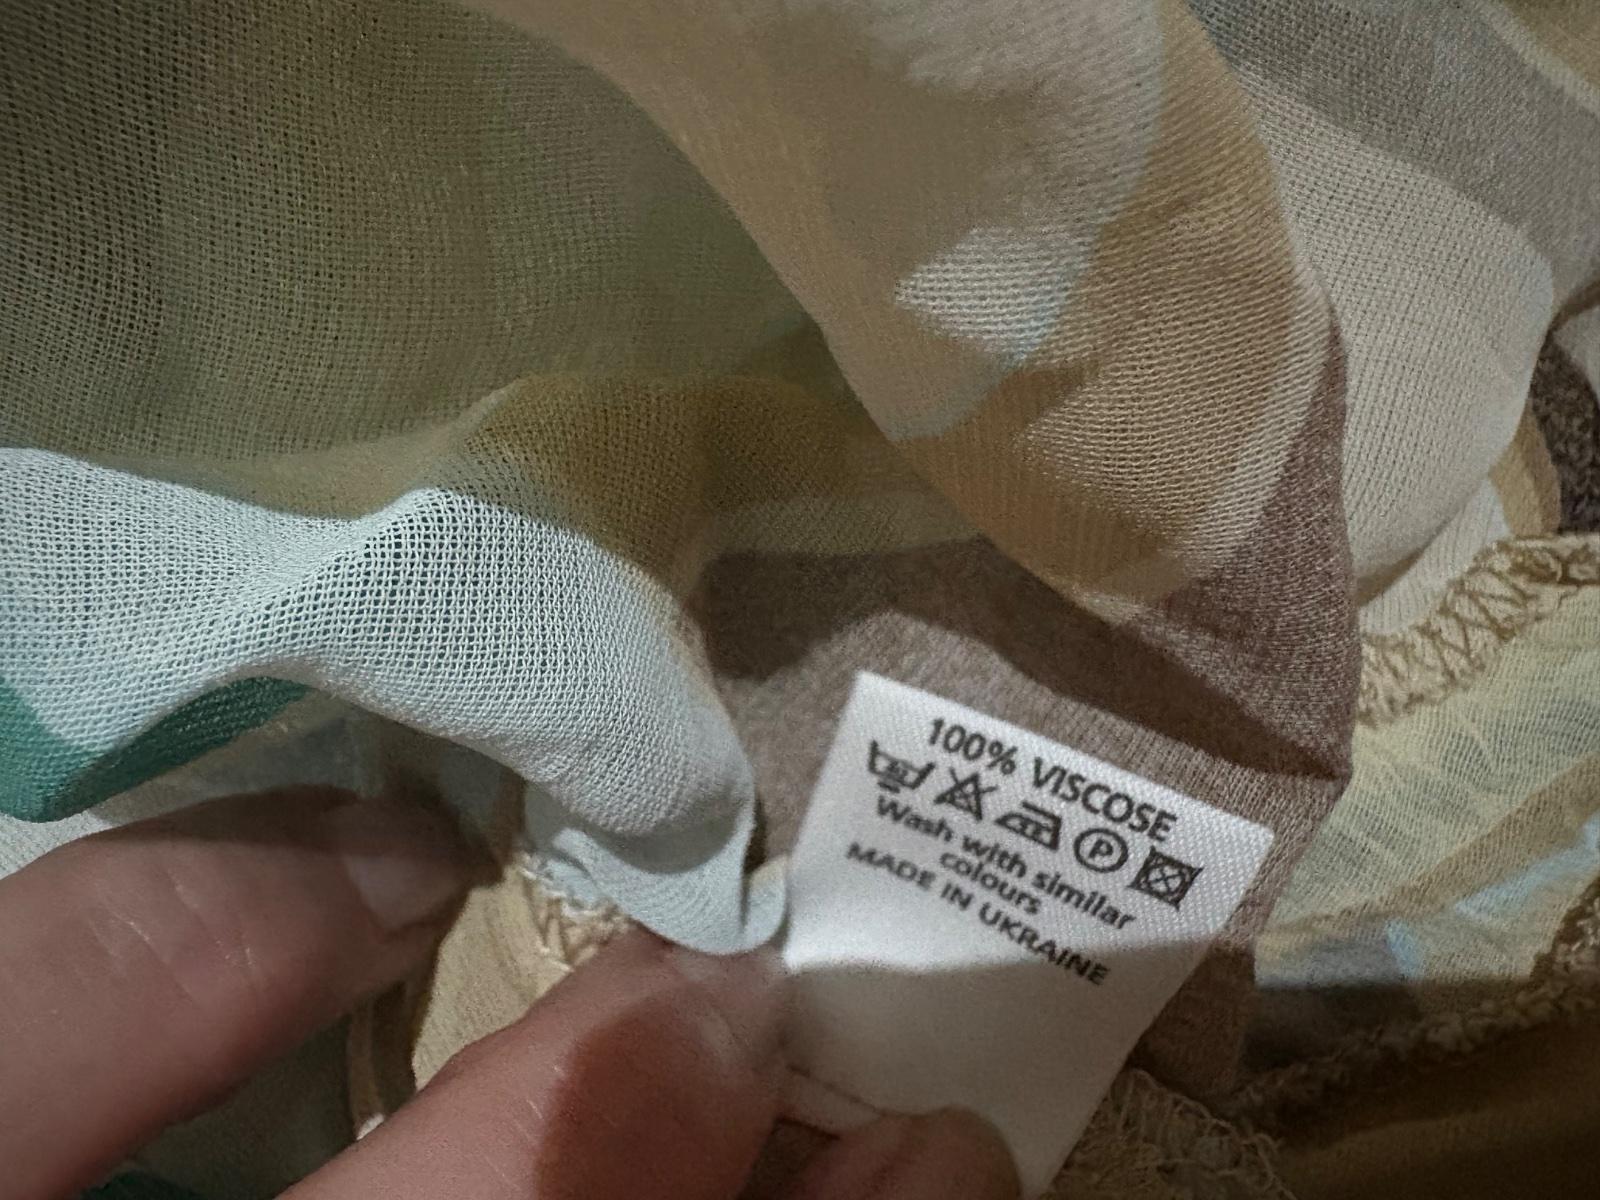 100% VISCOSE
P
Wash with similar
colours
MADE IN UKRAINE